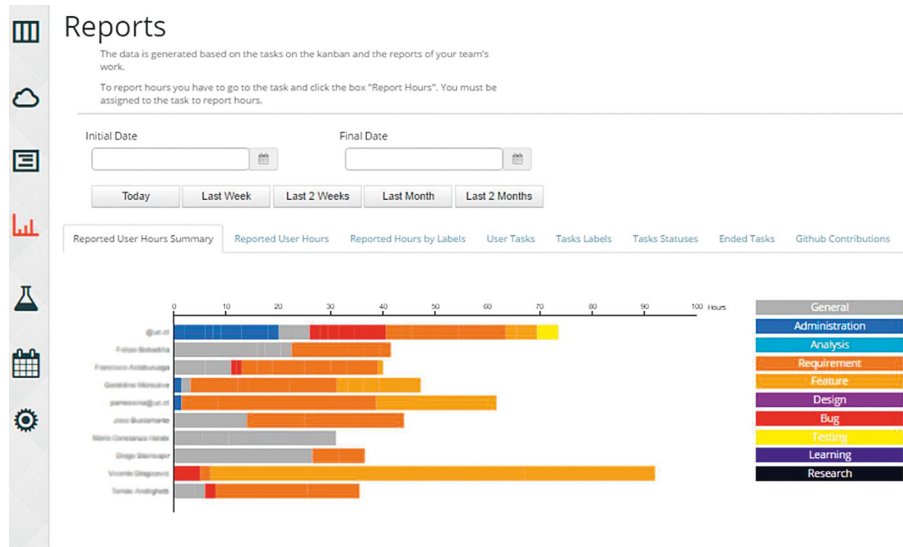 Reports
The data is generated based on the tasks on the kanban and the reports of your team's
work.
To report hours you have to go to the task and click the box "Report Hours". You must be
assigned to the task to report hours.
Initial Date Final Date
Today Last Week Last 2 Weeks Last Month Last 2 Months
Reported User Hours Summary Reported User Hours Reported Hours by Labels User Tasks Tasks Labels Tasks Statuses Ended Tasks Github Contributions
0 10 20 30 40 50 60 70 80 90 100 Hours
General
Administration
Analysis
Requirement
Feature
Design
Bug
Testing
Learning
Research
@uc.cl